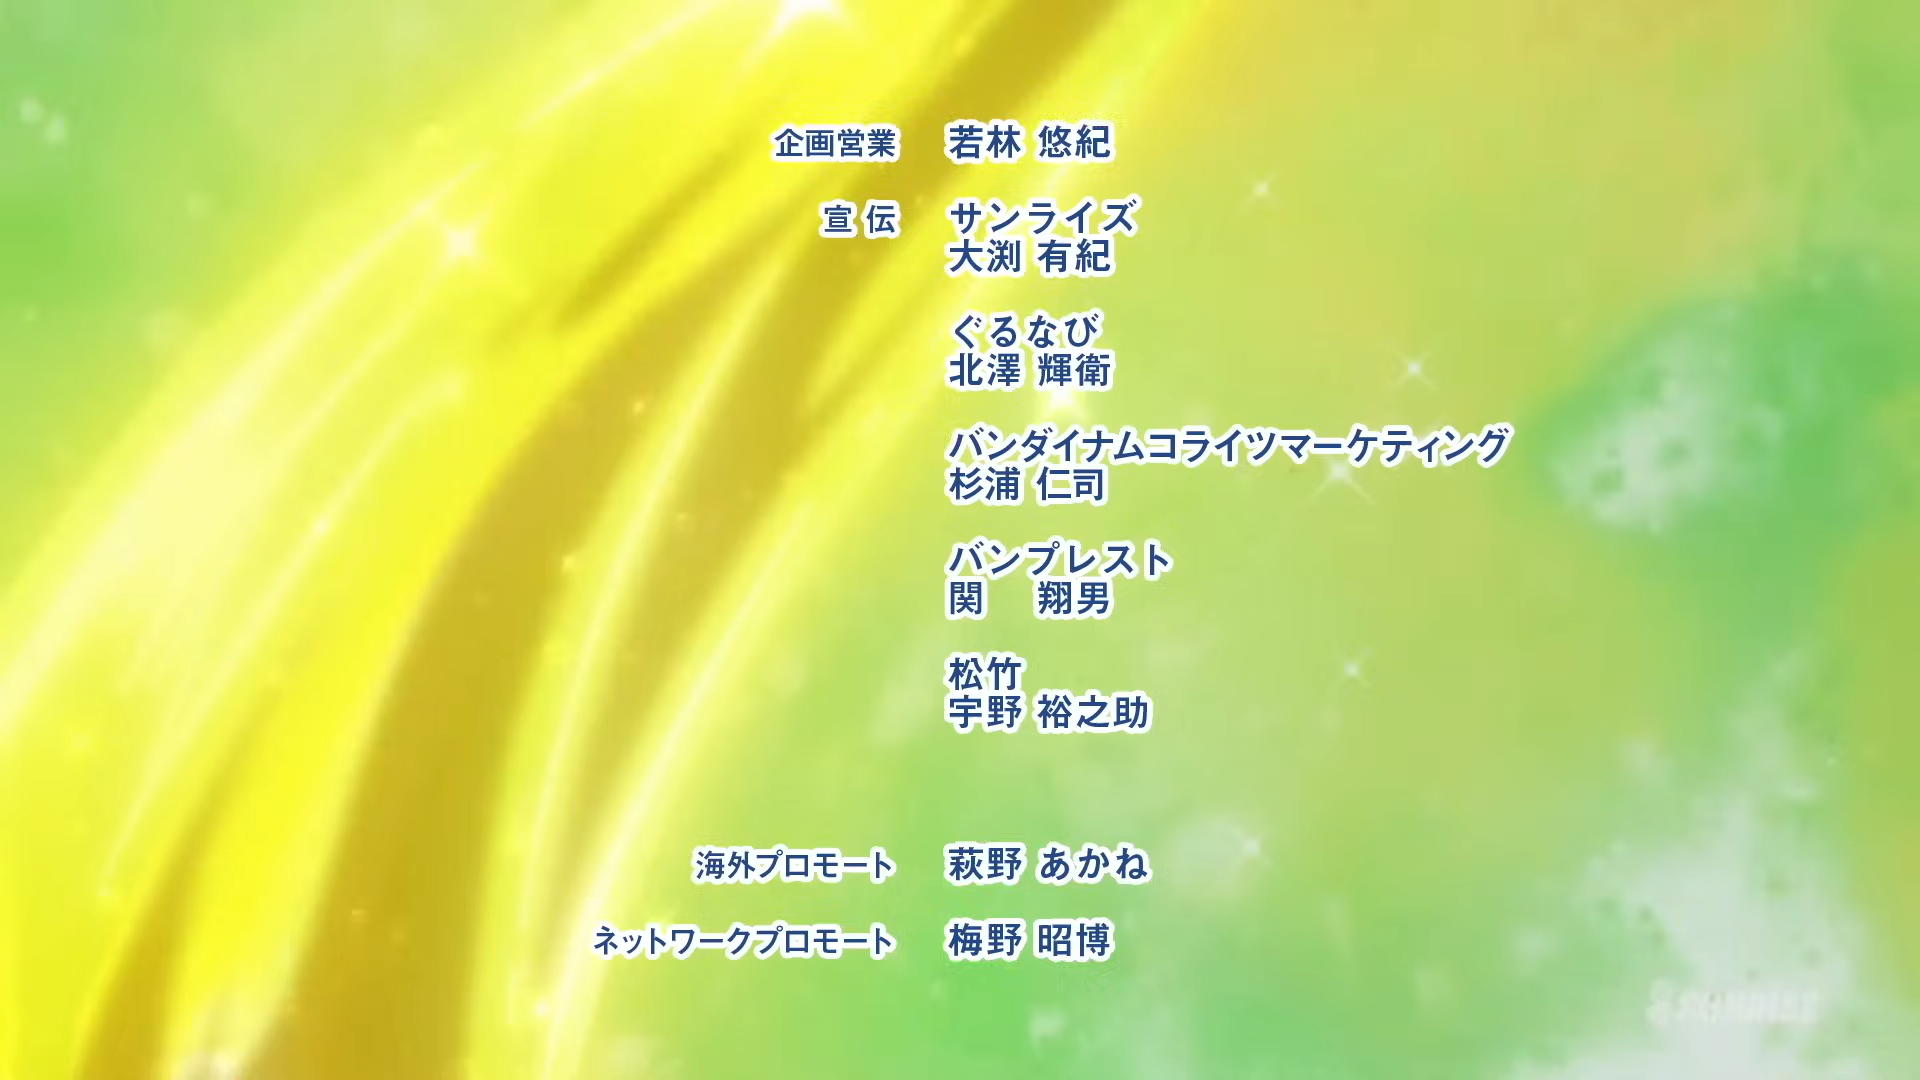 企画営業 若林 悠紀
宣 伝 サンライズ
大渕 有紀
ぐるなび
北澤 輝衛
バンダイナムコライツマーケティング
杉浦 仁司
バンプレスト
関 翔男
松竹
宇野 裕之助
海外プロモート 萩野 あかね
ネットワークプロモート 梅野 昭博
SUNRISE